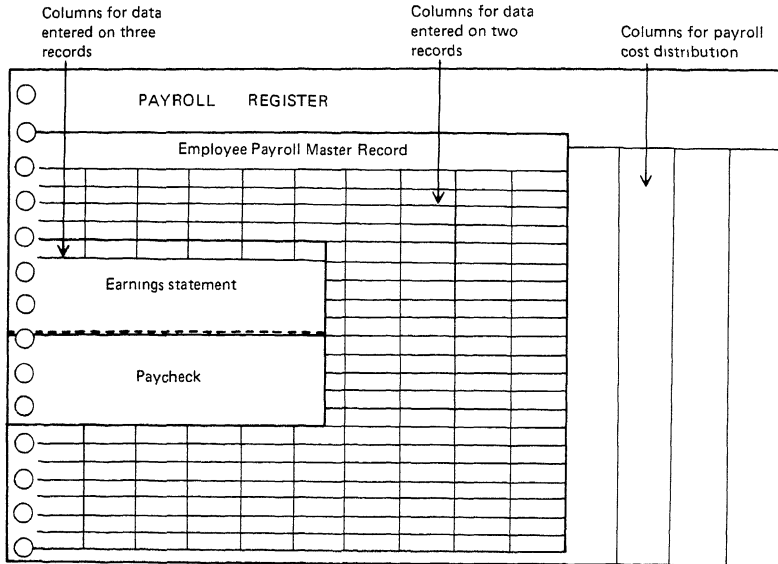 Columns for data
entered on three
records
Columns for data
entered on two
records
Columns for payroll
cost distribution
PAYROLL REGISTER
Employee Payroll Master Record
Earnings statement
Paycheck